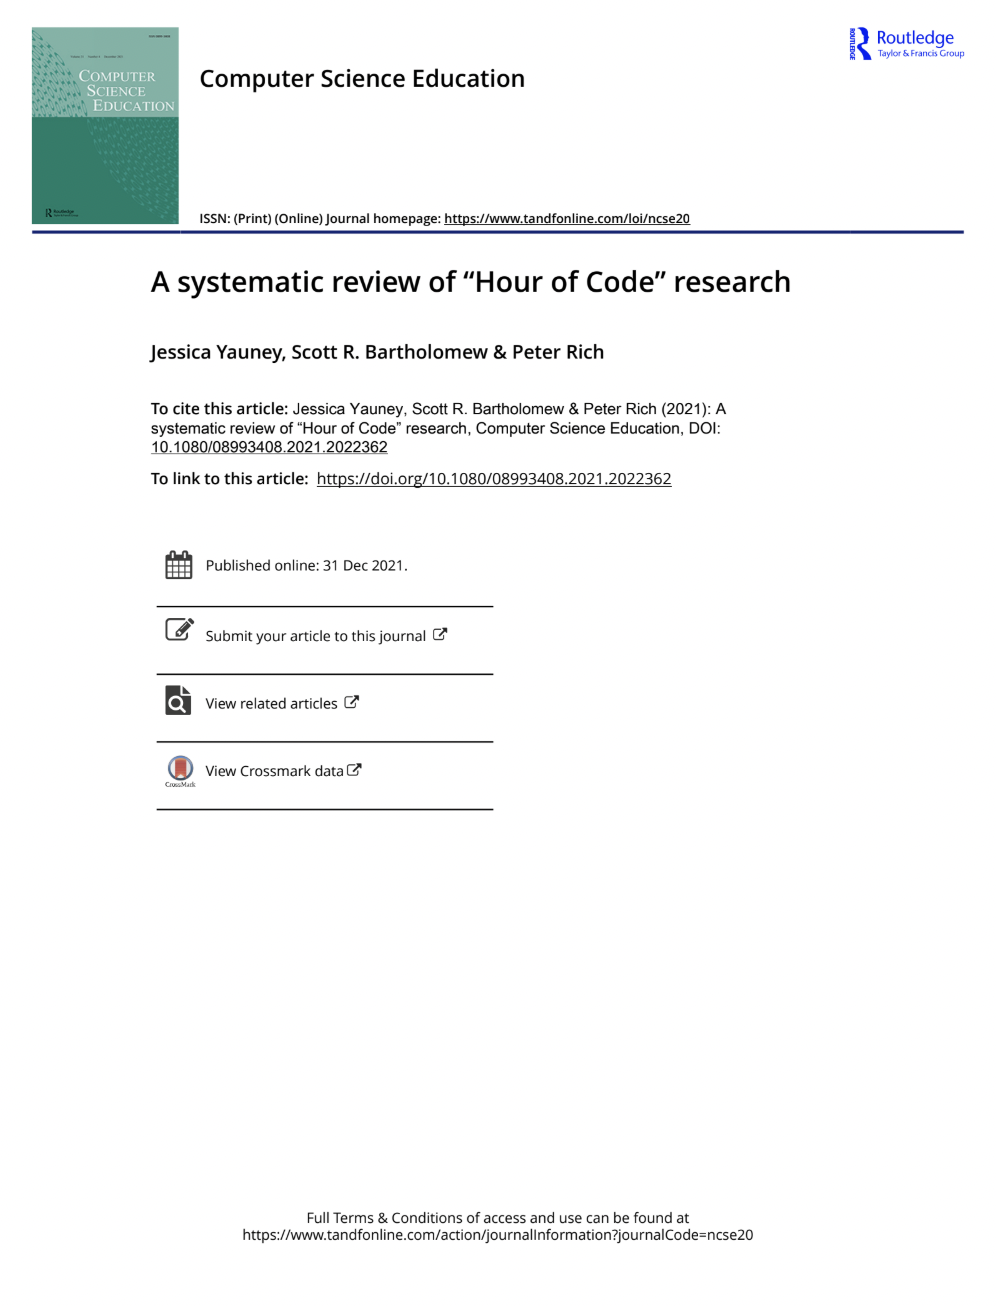 COMPUTER
SCIENCE
EDUCATION
Routledge
ROUTLEDGE
Routledge
Taylor & Francis Group
Computer Science Education
ISSN: (Print) (Online) Journal homepage: https://www.tandfonline.com/loi/ncse20
A systematic review of “Hour of Code” research
Jessica Yauney, Scott R. Bartholomew & Peter Rich
To cite this article: Jessica Yauney, Scott R. Bartholomew & Peter Rich (2021): A
systematic review of “Hour of Code” research, Computer Science Education, DOI:
10.1080/08993408.2021.2022362
To link to this article: https://doi.org/10.1080/08993408.2021.2022362
Published online: 31 Dec 2021.
Submit your article to this journal
View related articles
View Crossmark data
CrossMark
Full Terms & Conditions of access and use can be found at
https://www.tandfonline.com/action/journalInformation?journalCode=ncse20